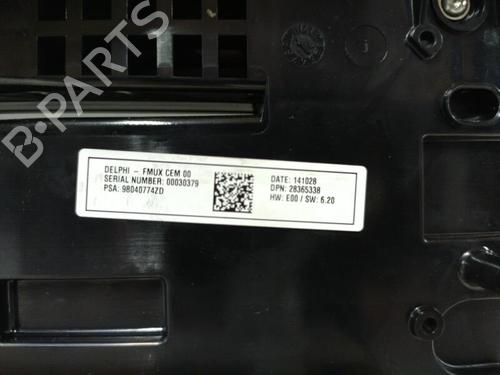 B-PARTS
DELPHI - FMUX CEM 00
SERIAL NUMBER: 00030379
PSA: 98040774ZD
DATE: 141028
DPN: 28365338
HW: E00 / SW: 6.20